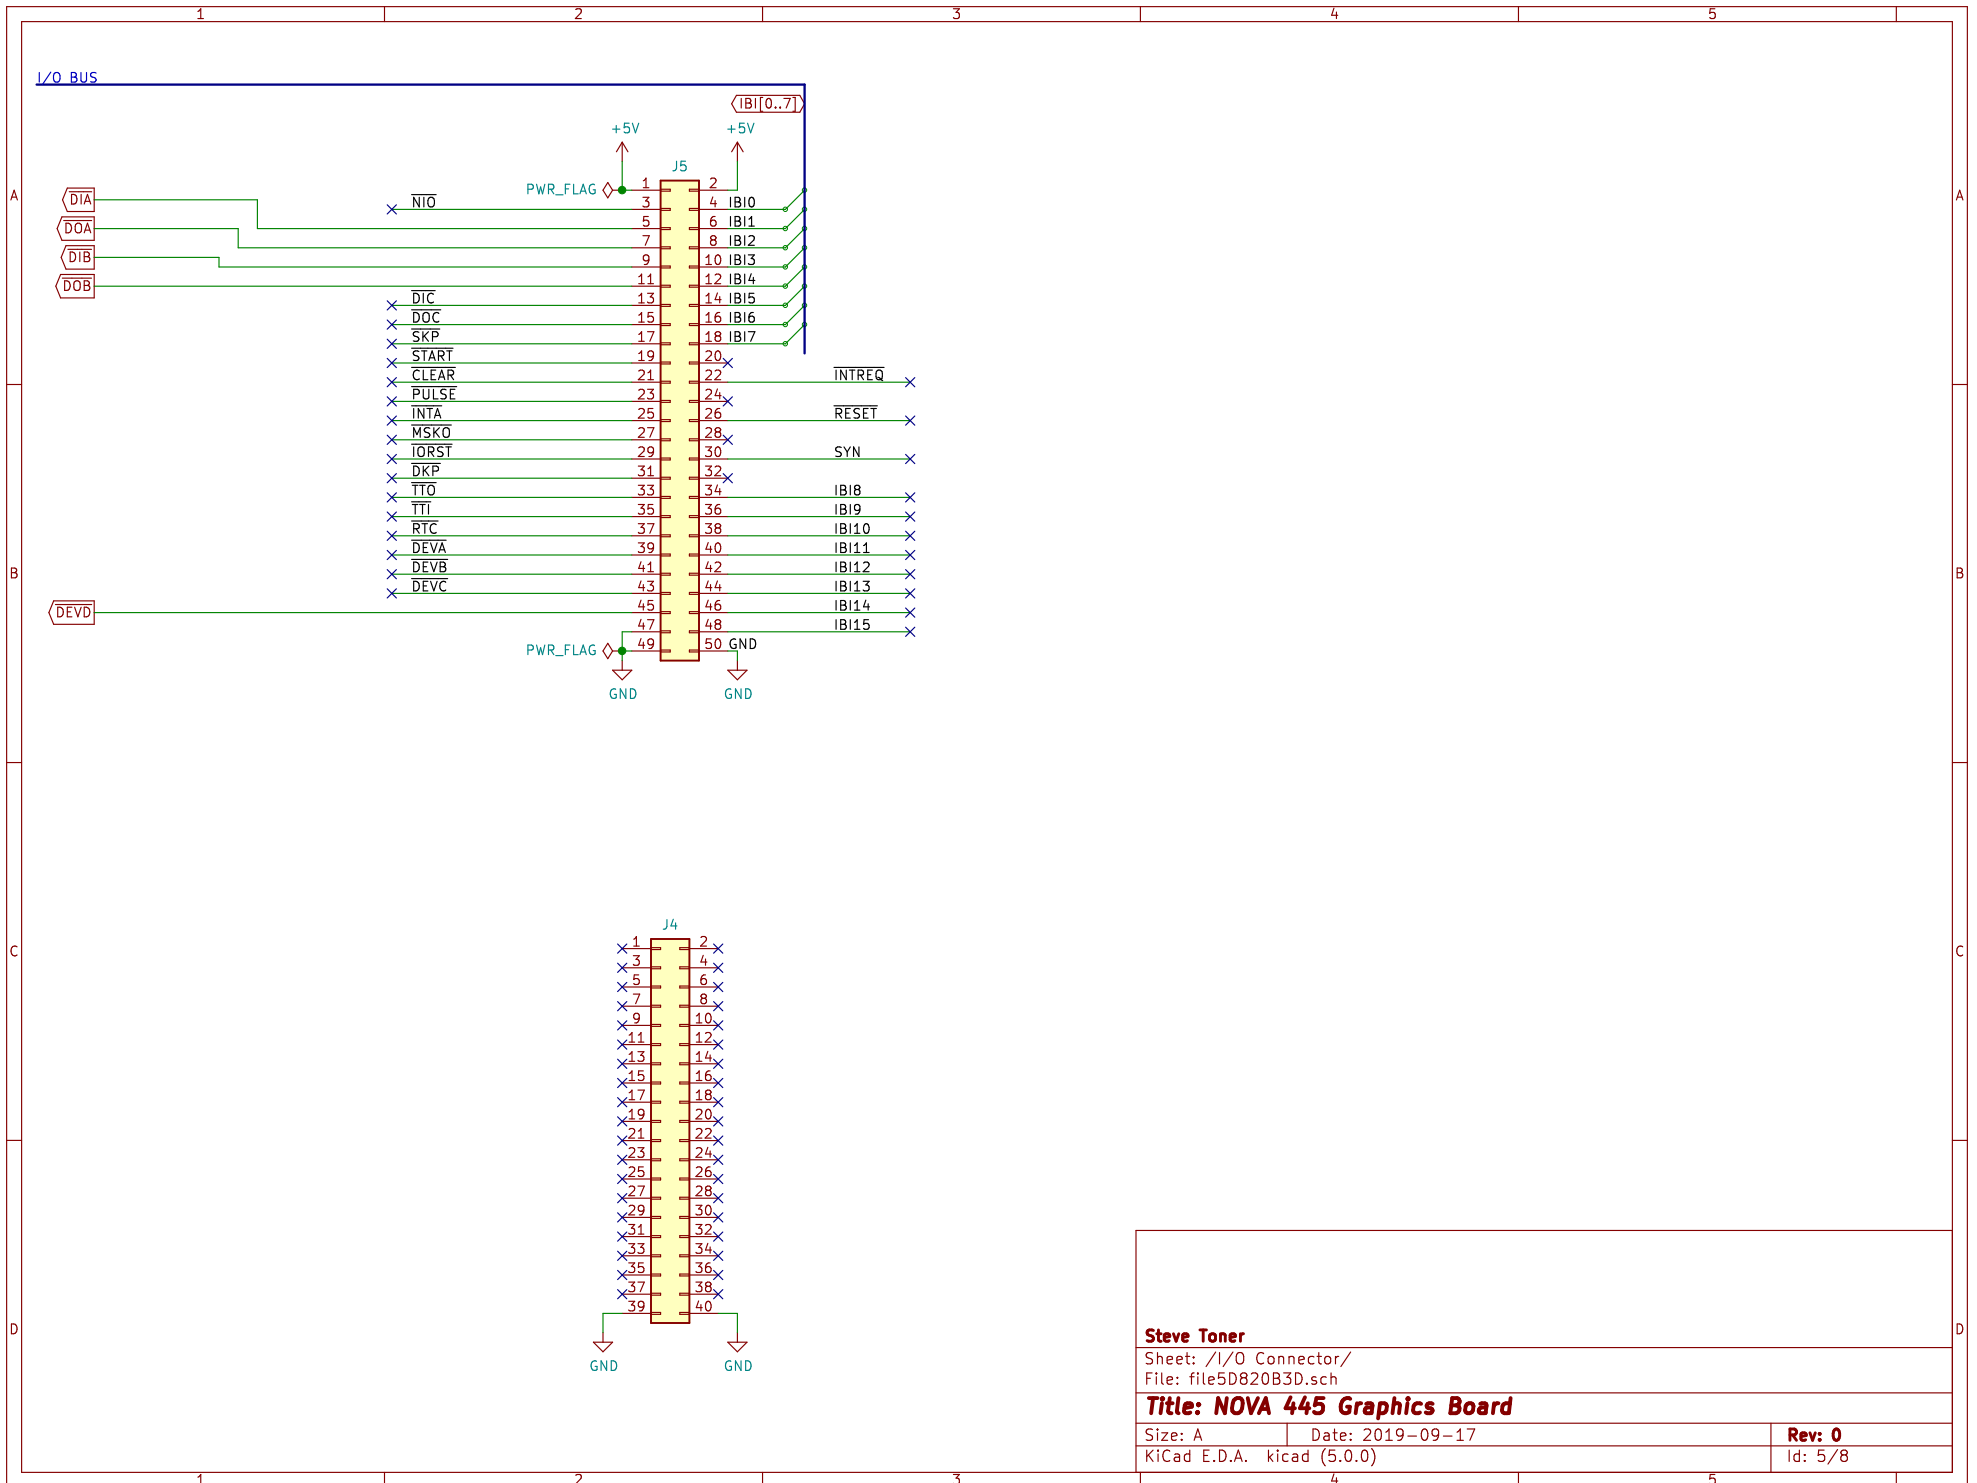 1 2 3 4 5
I/O BUS
IBI[0..7]
+5V +5V
J5
PWR_FLAG 1 2
A A
DIA NIO 3 4 IBI0
DOA 5 6 IBI1
7 8 IBI2
DIB 9 10 IBI3
DOB 11 12 IBI4
DIC 13 14 IBI5
DOC 15 16 IBI6
SKP 17 18 IBI7
START 19 20
CLEAR 21 22 INTREQ
PULSE 23 24
INTA 25 26 RESET
MSKO 27 28
IORST 29 30 SYN
DKP 31 32
TTO 33 34 IBI8
TTI 35 36 IBI9
RTC 37 38 IBI10
DEVA 39 40 IBI11
DEVB 41 42 IBI12
B B
DEVC 43 44 IBI13
DEVD 45 46 IBI14
47 48 IBI15
PWR_FLAG 49 50 GND
GND GND
J4
1 2
C C
3 4
5 6
7 8
9 10
11 12
13 14
15 16
17 18
19 20
21 22
23 24
25 26
27 28
29 30
31 32
33 34
35 36
37 38
39 40
D D
GND GND
Steve Toner
Sheet: /I/O Connector/
File: file5D820B3D.sch
Title: NOVA 445 Graphics Board
Size: A Date: 2019-09-17 Rev: 0
KiCad E.D.A. kicad (5.0.0) Id: 5/8
1 2 3 4 5